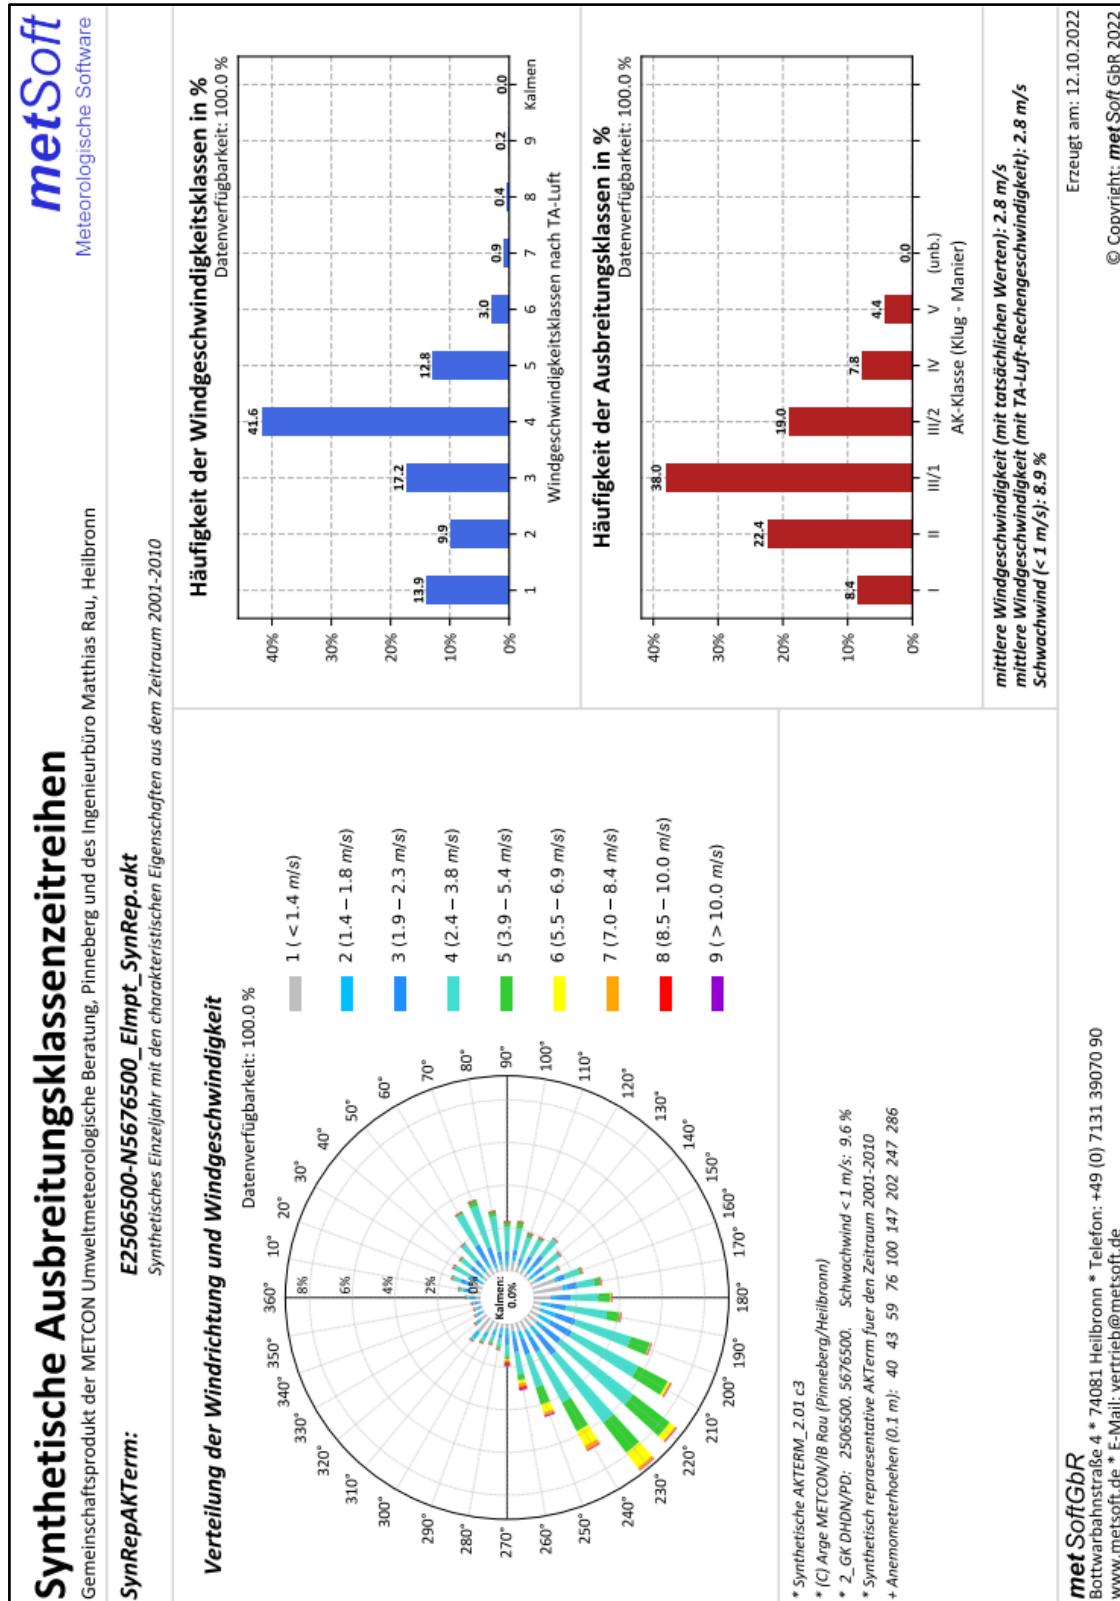 Synthetische Ausbreitungsklassenzeitreihen
Gemeinschaftsprodukt der METCON Umweltmeteorologische Beratung, Pinneberg und des Ingenieurbüro Matthias Rau, Heilbronn
metSoft
Meteorologische Software
SynRepAKTerm: E2506500-N5676500_Elmpt_SynRep.akt
Synthetisches Einzeljahr mit den charakteristischen Eigenschaften aus dem Zeitraum 2001-2010
Verteilung der Windrichtung und Windgeschwindigkeit
Datenverfügbarkeit: 100.0 %
360°
10°
20°
30°
40°
50°
60°
70°
80°
90°
100°
110°
120°
130°
140°
150°
160°
170°
180°
190°
200°
210°
220°
230°
240°
250°
260°
270°
280°
290°
300°
310°
320°
330°
340°
350°
8%
6%
4%
2%
0%
Kalmen:
0.0%
1 ( < 1.4 m/s)
2 (1.4 – 1.8 m/s)
3 (1.9 – 2.3 m/s)
4 (2.4 – 3.8 m/s)
5 (3.9 – 5.4 m/s)
6 (5.5 – 6.9 m/s)
7 (7.0 – 8.4 m/s)
8 (8.5 – 10.0 m/s)
9 ( > 10.0 m/s)
* Synthetische AKTERM_2.01 c3
* (C) Arge METCON/IB Rau (Pinneberg/Heilbronn)
* 2_GK DHDN/PD: 2506500. 5676500. Schwachwind < 1 m/s: 9.6 %
* Synthetisch repraesentative AKTerm fuer den Zeitraum 2001-2010
+ Anemometerhoehen (0.1 m): 40 43 59 76 100 147 202 247 286
Häufigkeit der Windgeschwindigkeitsklassen in %
Datenverfügbarkeit: 100.0 %
40%
30%
20%
10%
0%
13.9
9.9
17.2
41.6
12.8
3.0
0.9
0.4
0.2
0.0
1 2 3 4 5 6 7 8 9 Kalmen
Windgeschwindigkeitsklassen nach TA-Luft
Häufigkeit der Ausbreitungsklassen in %
Datenverfügbarkeit: 100.0 %
40%
30%
20%
10%
0%
8.4
22.4
38.0
19.0
7.8
4.4
0.0
I II III/1 III/2 IV V (unb.)
AK-Klasse (Klug - Manier)
mittlere Windgeschwindigkeit (mit tatsächlichen Werten): 2.8 m/s
mittlere Windgeschwindigkeit (mit TA-Luft-Rechengeschwindigkeit): 2.8 m/s
Schwachwind (< 1 m/s): 8.9 %
metSoftGbR
Bottwarbahnstraße 4 * 74081 Heilbronn * Telefon: +49 (0) 7131 39070 90
www.metsoft.de * E-Mail: vertrieb@metsoft.de
Erzeugt am: 12.10.2022
© Copyright: metSoft GbR 2022